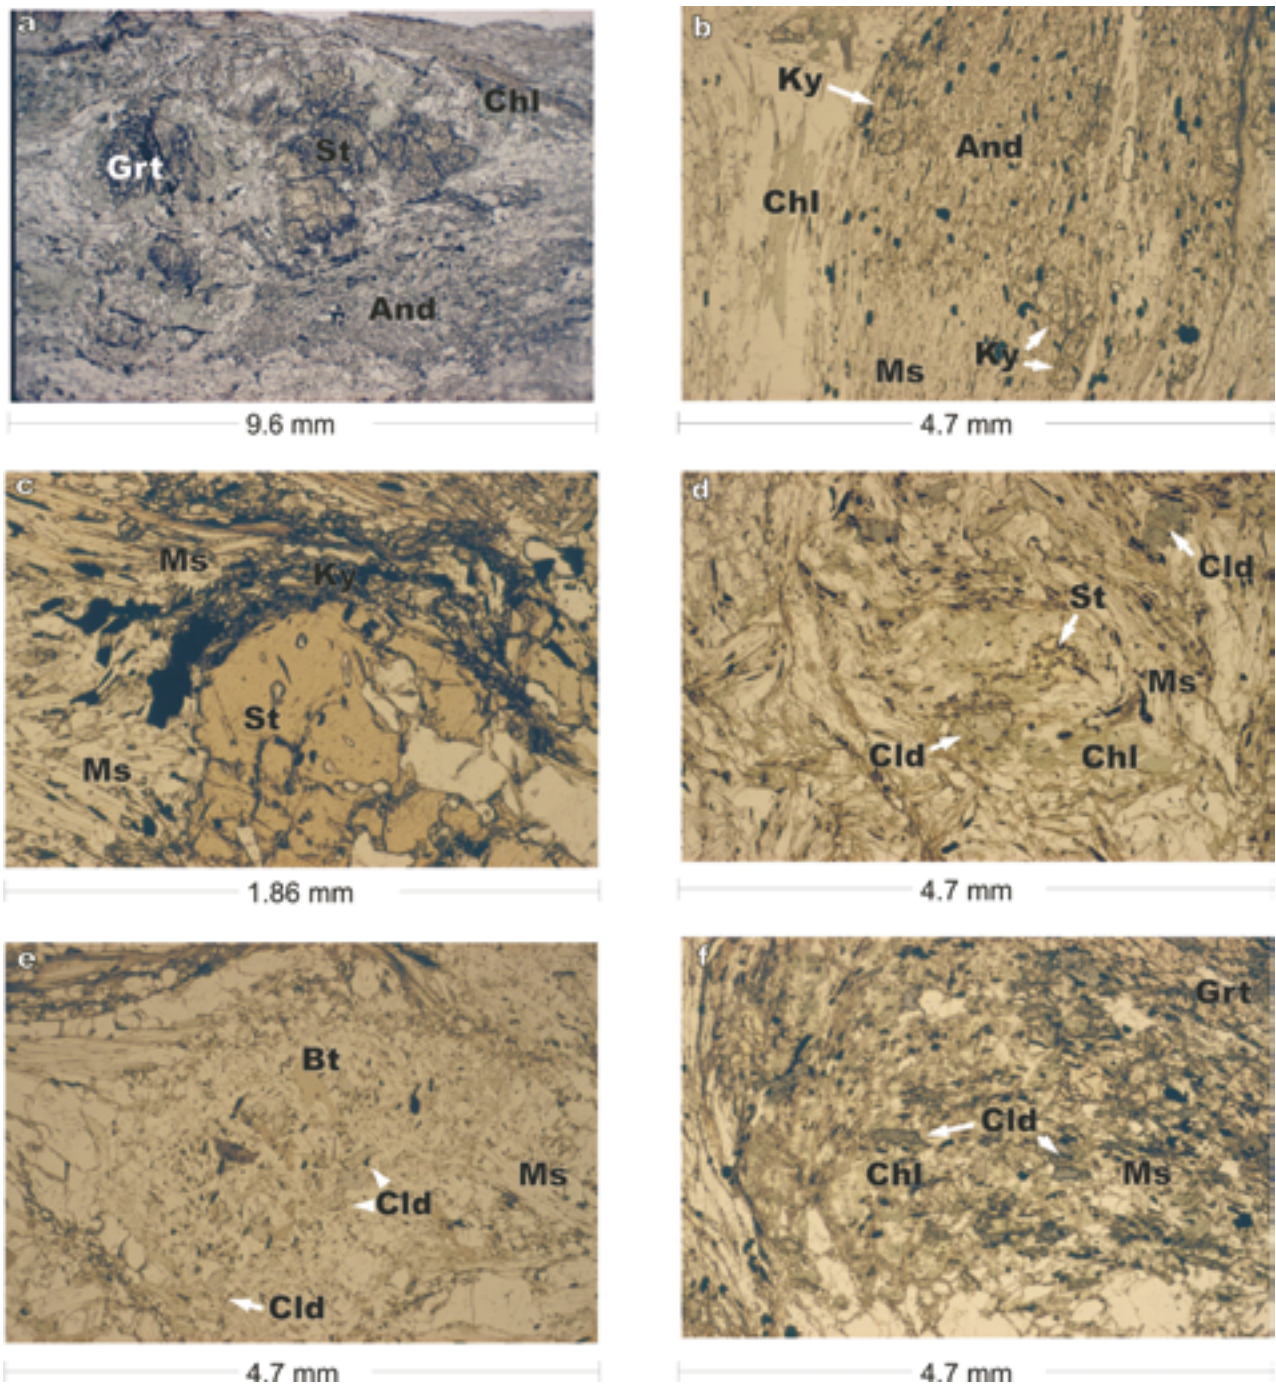 a
Chl
Grt
St
And
9.6 mm
b
Ky
And
Chl
Ky
Ms
4.7 mm
c
Ms
Ky
St
Ms
1.86 mm
d
Cld
St
Ms
Cld
Chl
4.7 mm
e
Bt
Ms
Cld
Cld
4.7 mm
f
Grt
Cld
Chl
Ms
4.7 mm